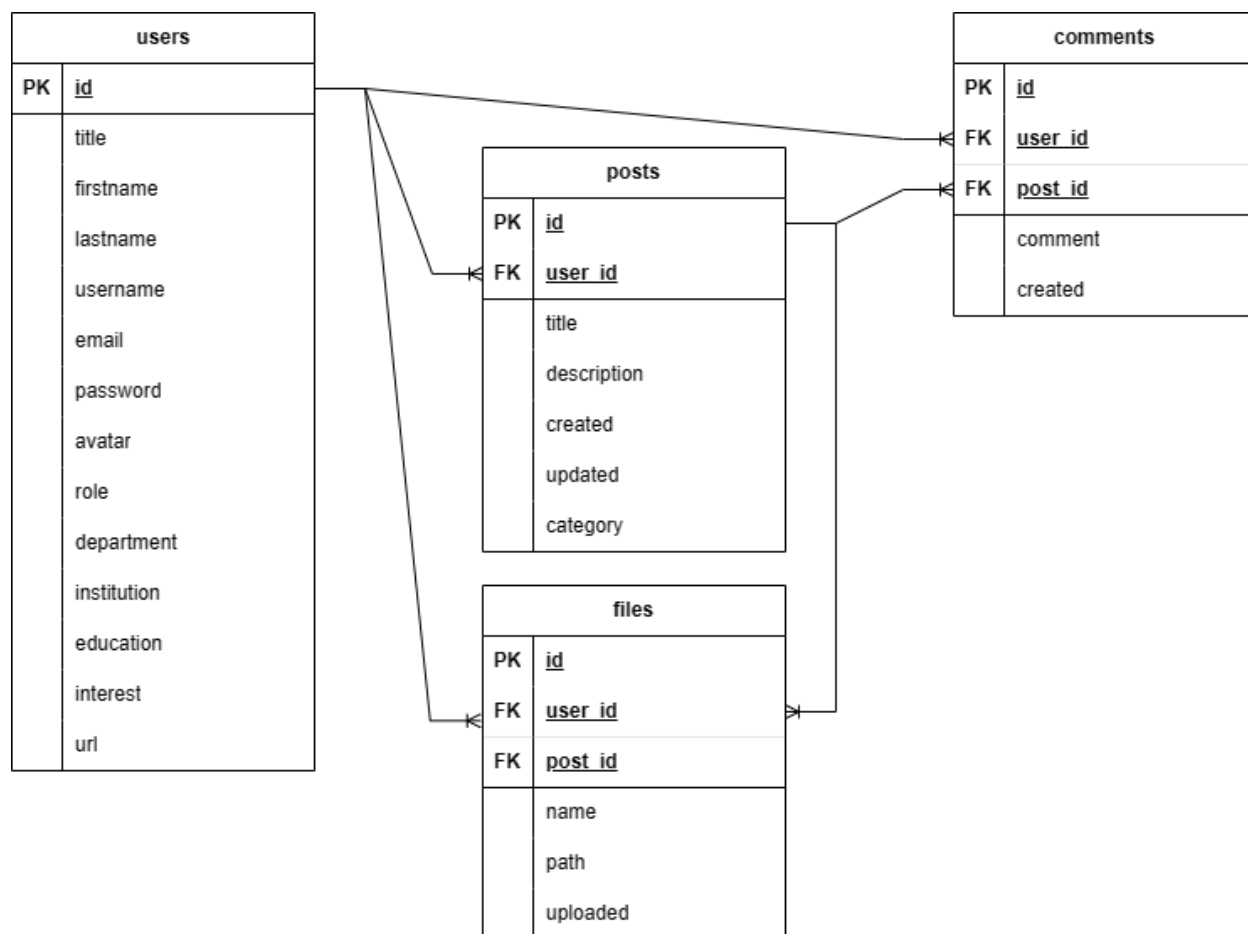 users
PK id
title
firstname
lastname
username
email
password
avatar
role
department
institution
education
interest
url
posts
PK id
FK user_id
title
description
created
updated
category
files
PK id
FK user_id
FK post_id
name
path
uploaded
comments
PK id
FK user_id
FK post_id
comment
created